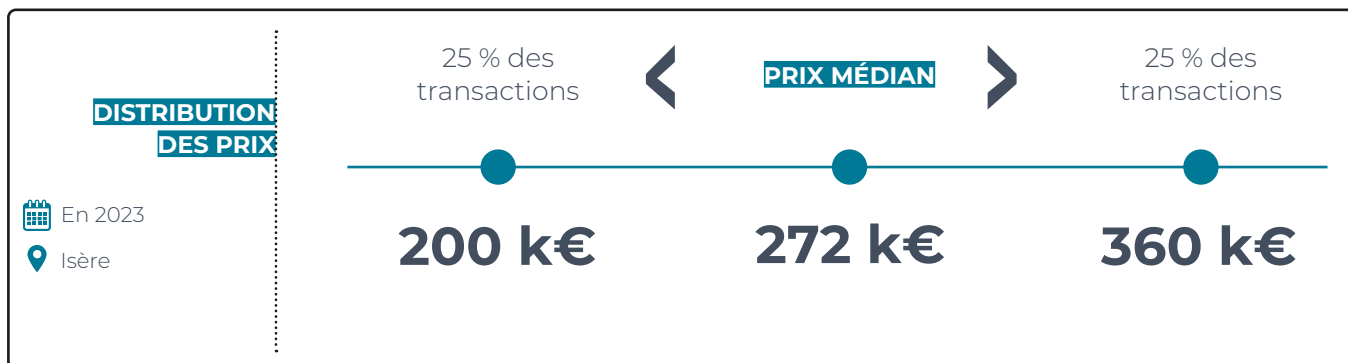 DISTRIBUTION
DES PRIX
En 2023
Isère
25 % des
transactions
<
PRIX MÉDIAN
>
25 % des
transactions
200 k€
272 k€
360 k€